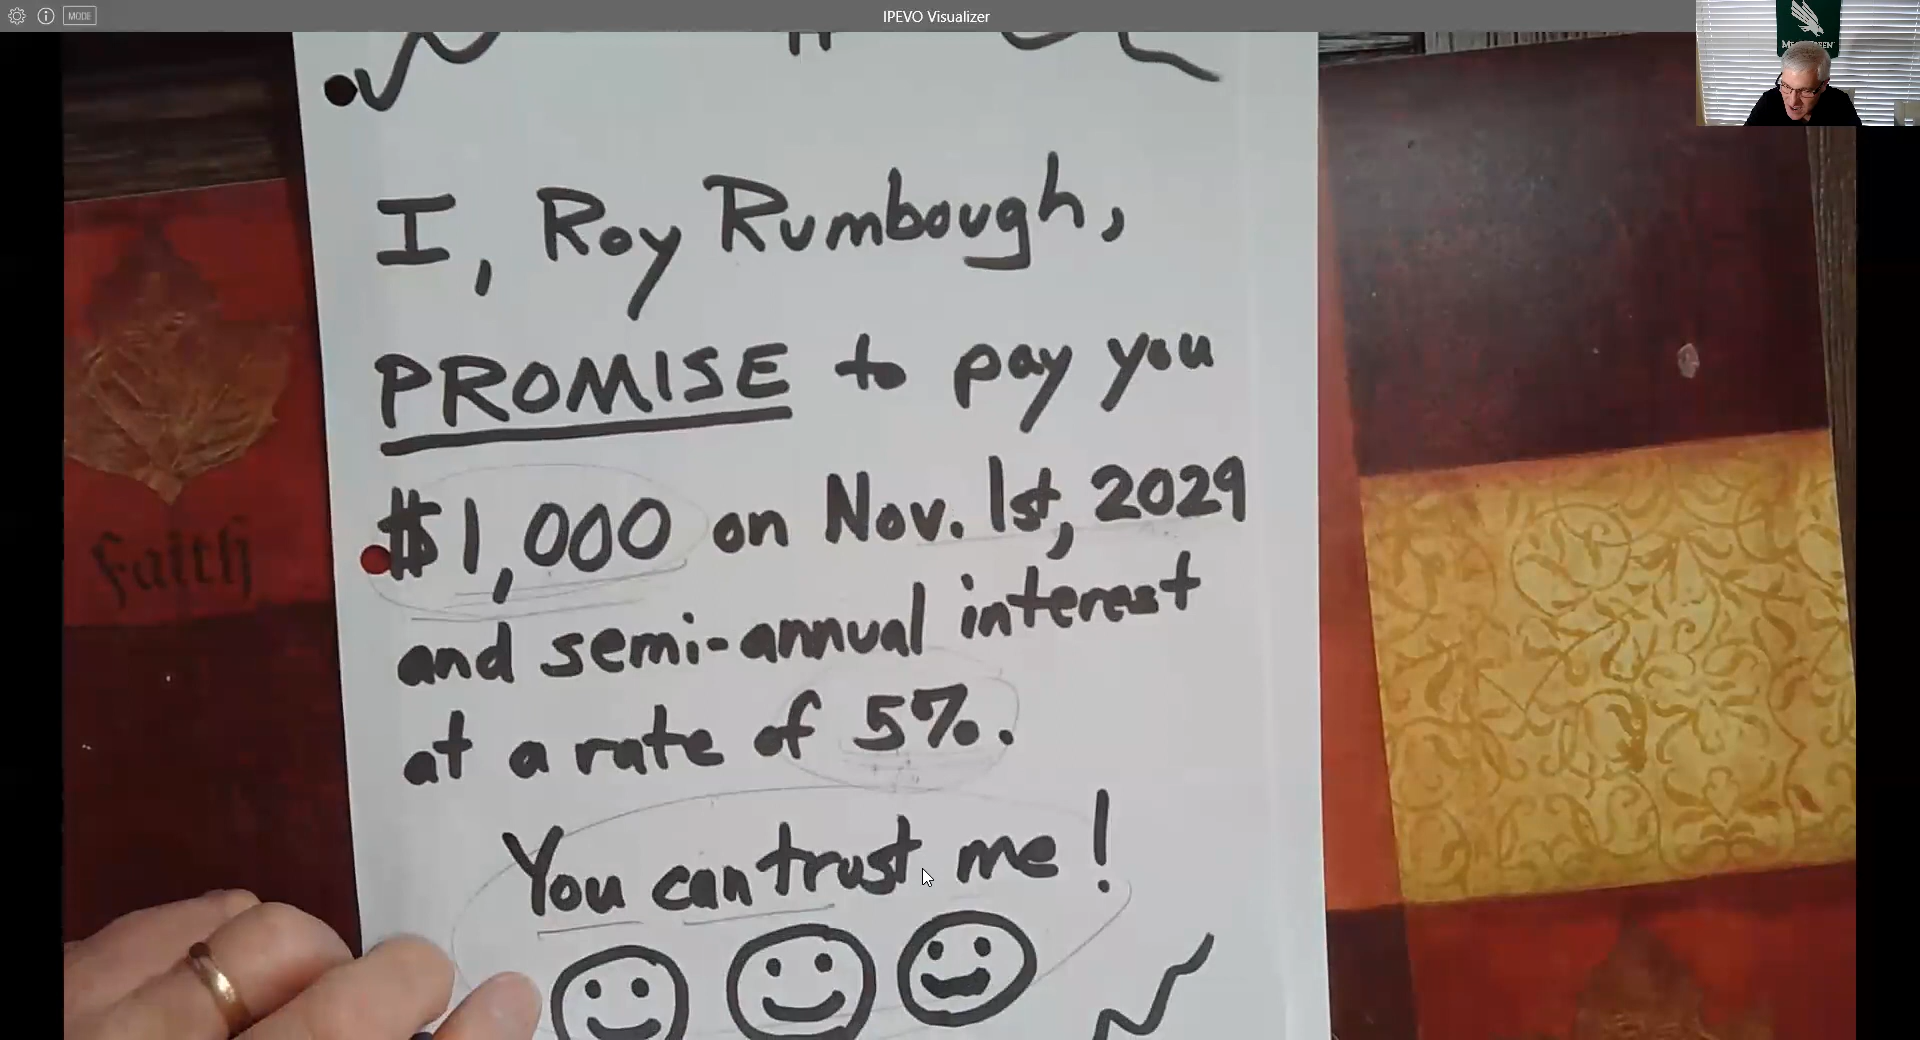 MODE
IPEVO Visualizer
I, Roy Rumbough,
PROMISE to pay you
$1,000 on Nov. 1st, 2029
and semi-annual interest
at a rate of 5%.
You can trust me!
Faith